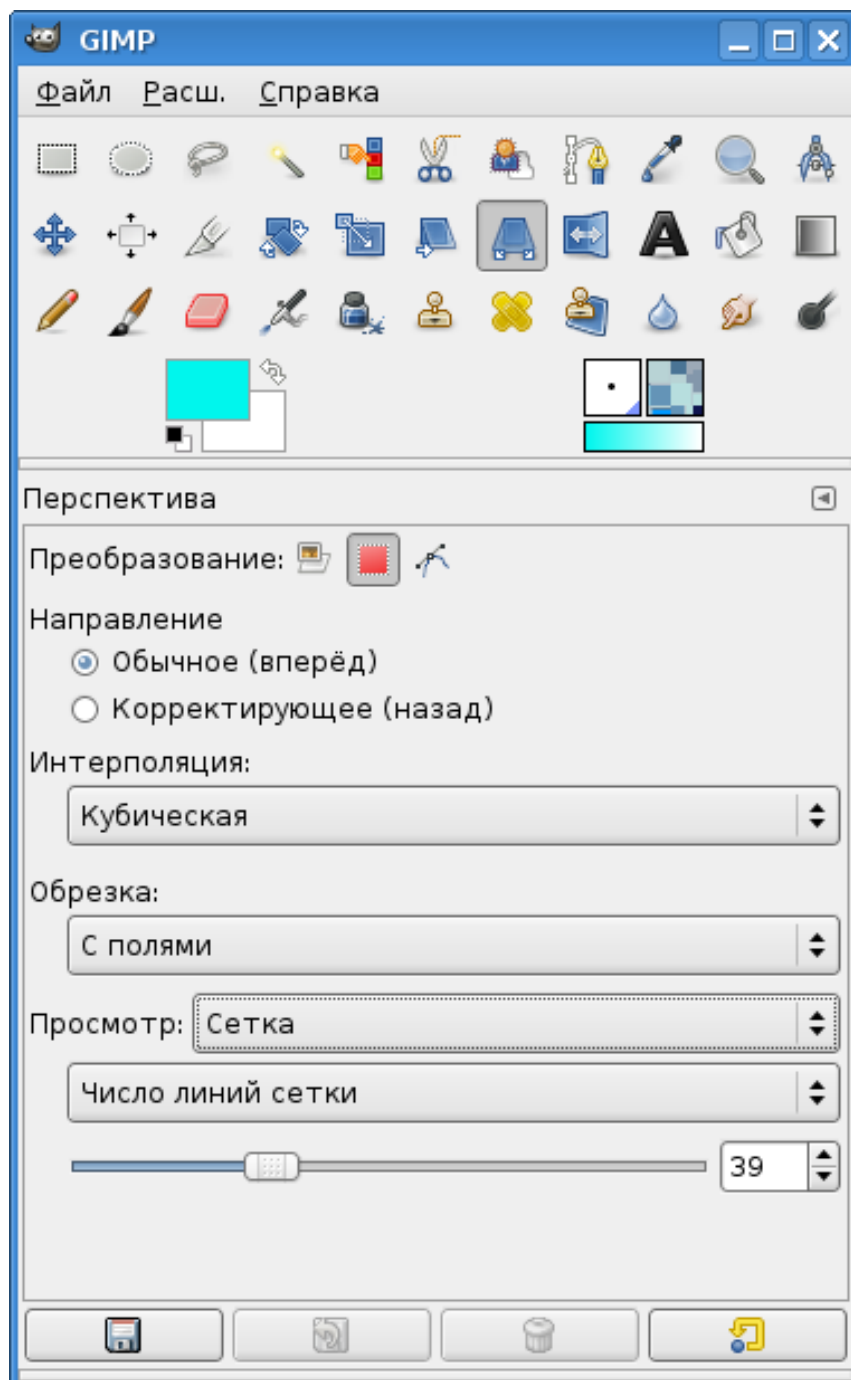 GIMP
Файл Расш. Справка
Перспектива
Преобразование:
Направление
Обычное (вперёд)
Корректирующее (назад)
Интерполяция:
Кубическая
Обрезка:
С полями
Просмотр: Сетка
Число линий сетки
39